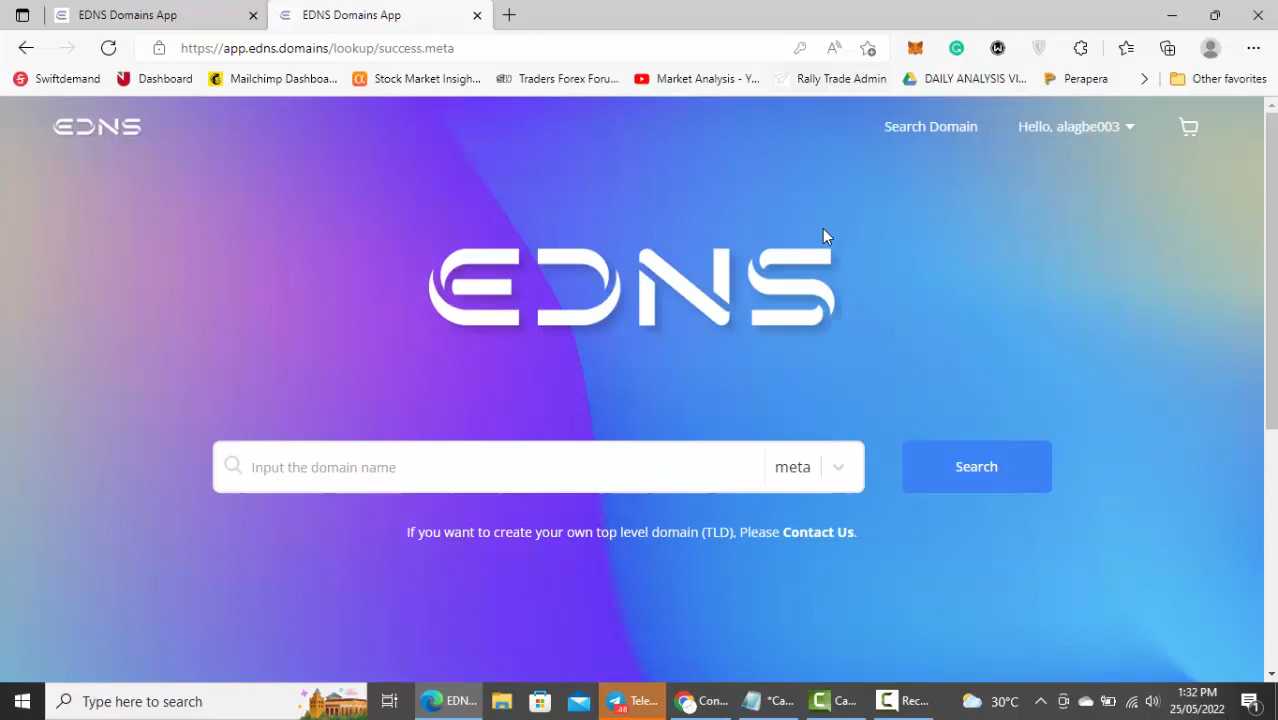 EDNS Domains App
EDNS Domains App
https://app.edns.domains/lookup/success.meta
Swiftdemand
Dashboard
Mailchimp Dashboa...
Stock Market Insigh...
Traders Forex Foru...
Market Analysis - Y...
Rally Trade Admin
DAILY ANALYSIS VI...
Perapera
Other favorites
EDNS
Search Domain
Hello, alagbe003
EDNS
Input the domain name
meta
Search
If you want to create your own top level domain (TLD), Please Contact Us.
Type here to search
EDN...
Tele...
Con...
*Ca...
Ca...
Rec...
30°C
1:32 PM
25/05/2022